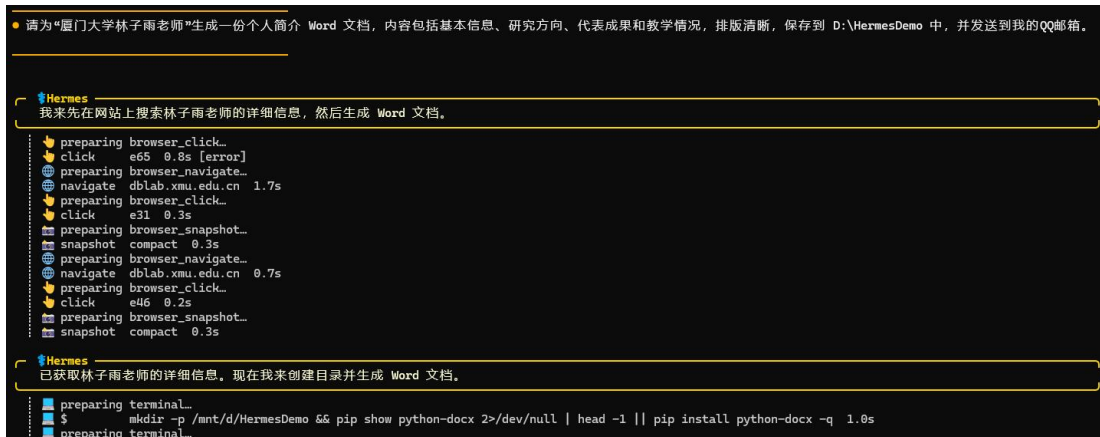 ● 请为“厦门大学林子雨老师”生成一份个人简介 Word 文档，内容包括基本信息、研究方向、代表成果和教学情况，排版清晰，保存到 D:\HermesDemo 中，并发送到我的QQ邮箱。
Hermes
我来先在网站上搜索林子雨老师的详细信息，然后生成 Word 文档。
preparing browser_click…
click e65 0.8s [error]
preparing browser_navigate…
navigate dblab.xmu.edu.cn 1.7s
preparing browser_click…
click e31 0.3s
preparing browser_snapshot…
snapshot compact 0.3s
preparing browser_navigate…
navigate dblab.xmu.edu.cn 0.7s
preparing browser_click…
click e46 0.2s
preparing browser_snapshot…
snapshot compact 0.3s
Hermes
已获取林子雨老师的详细信息。现在我来创建目录并生成 Word 文档。
preparing terminal…
$ mkdir -p /mnt/d/HermesDemo && pip show python-docx 2>/dev/null | head -1 || pip install python-docx -q 1.0s
preparing terminal…